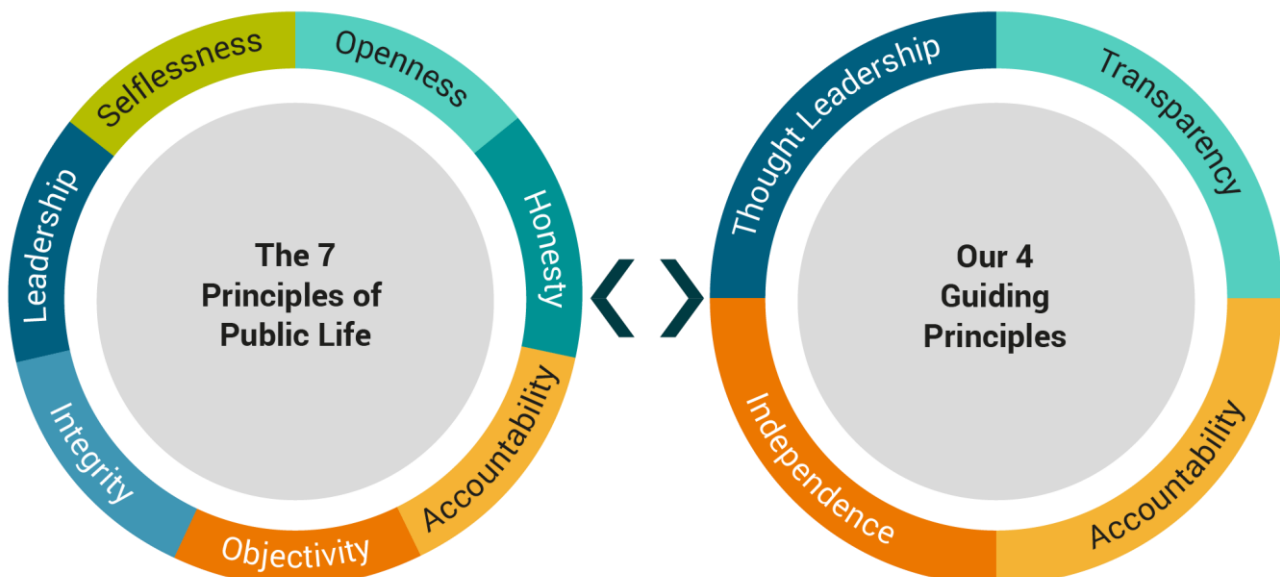 Selflessness
Openness
Honesty
Accountability
Objectivity
Integrity
Leadership
The 7
Principles of
Public Life
Thought Leadership
Transparency
Accountability
Independence
Our 4
Guiding
Principles